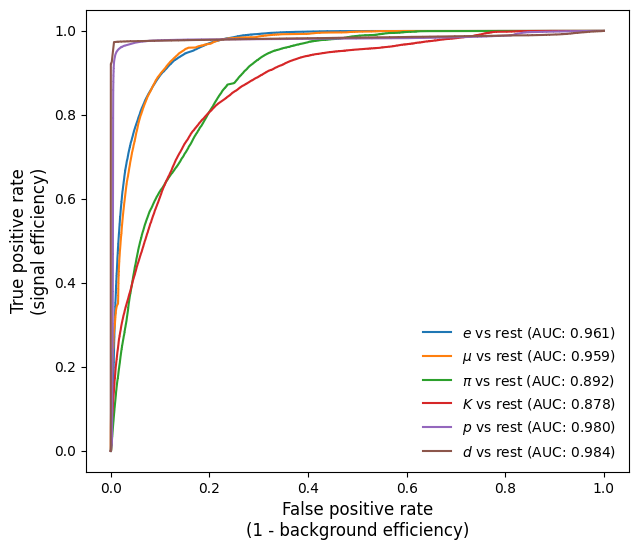 1.0
0.8
0.6
0.4
0.2
0.0
True positive rate
(signal efficiency)
e vs rest (AUC: 0.961)
μ vs rest (AUC: 0.959)
π vs rest (AUC: 0.892)
K vs rest (AUC: 0.878)
p vs rest (AUC: 0.980)
d vs rest (AUC: 0.984)
0.0 0.2 0.4 0.6 0.8 1.0
False positive rate
(1 - background efficiency)